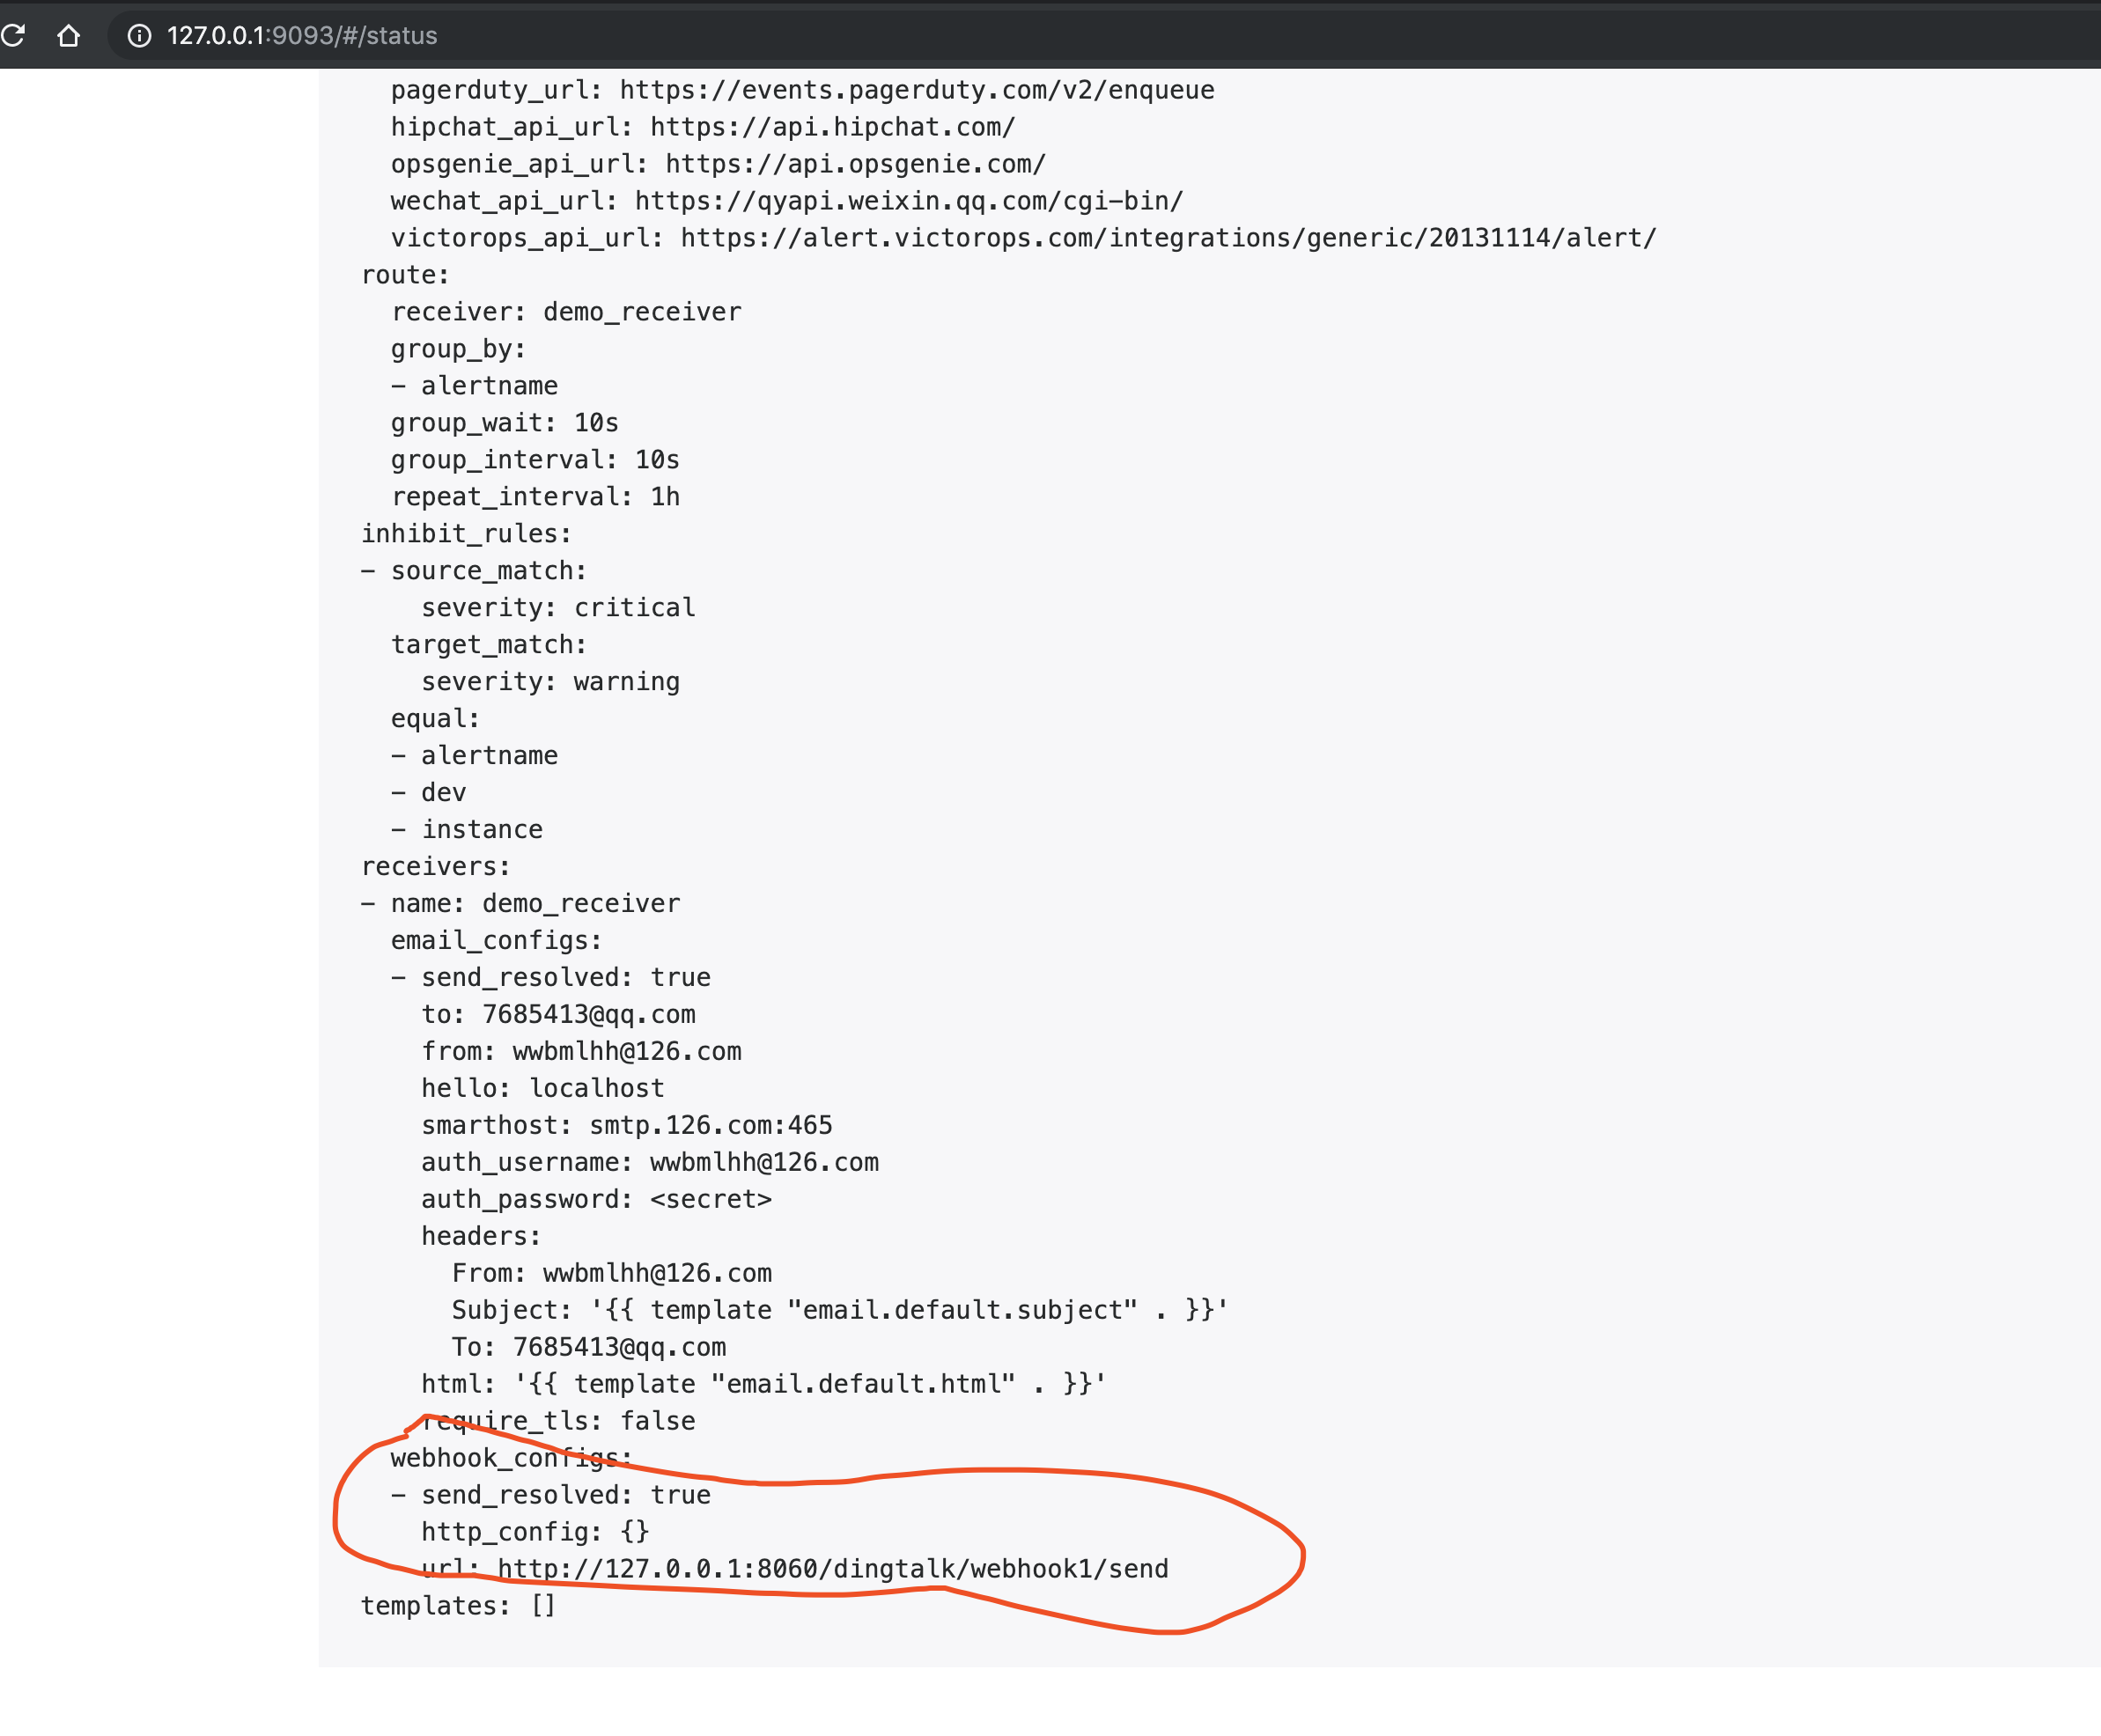 127.0.0.1:9093/#/status
  pagerduty_url: https://events.pagerduty.com/v2/enqueue
  hipchat_api_url: https://api.hipchat.com/
  opsgenie_api_url: https://api.opsgenie.com/
  wechat_api_url: https://qyapi.weixin.qq.com/cgi-bin/
  victorops_api_url: https://alert.victorops.com/integrations/generic/20131114/alert/
route:
  receiver: demo_receiver
  group_by:
  - alertname
  group_wait: 10s
  group_interval: 10s
  repeat_interval: 1h
inhibit_rules:
- source_match:
    severity: critical
  target_match:
    severity: warning
  equal:
  - alertname
  - dev
  - instance
receivers:
- name: demo_receiver
  email_configs:
  - send_resolved: true
    to: 7685413@qq.com
    from: wwbmlhh@126.com
    hello: localhost
    smarthost: smtp.126.com:465
    auth_username: wwbmlhh@126.com
    auth_password: <secret>
    headers:
      From: wwbmlhh@126.com
      Subject: '{{ template "email.default.subject" . }}'
      To: 7685413@qq.com
    html: '{{ template "email.default.html" . }}'
    require_tls: false
  webhook_configs:
  - send_resolved: true
    http_config: {}
    url: http://127.0.0.1:8060/dingtalk/webhook1/send
templates: []